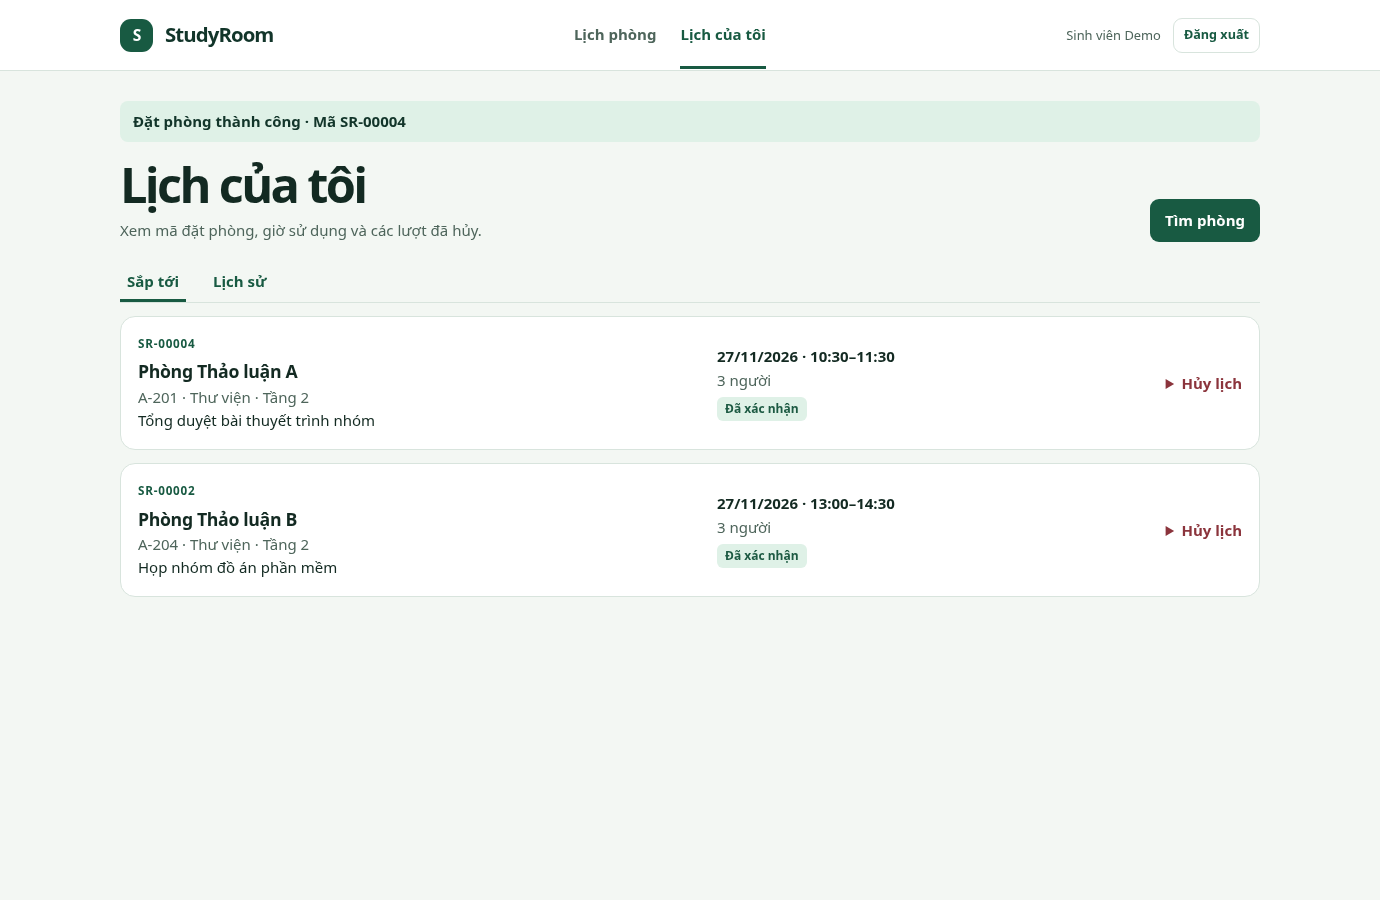 S StudyRoom Lịch phòng Lịch của tôi Sinh viên Demo Đăng xuất
Đặt phòng thành công · Mã SR-00004
Lịch của tôi
Xem mã đặt phòng, giờ sử dụng và các lượt đã hủy.
Tìm phòng
Sắp tới Lịch sử
SR-00004
Phòng Thảo luận A
A-201 · Thư viện · Tầng 2
Tổng duyệt bài thuyết trình nhóm
27/11/2026 · 10:30–11:30
3 người
Đã xác nhận
Hủy lịch
SR-00002
Phòng Thảo luận B
A-204 · Thư viện · Tầng 2
Họp nhóm đồ án phần mềm
27/11/2026 · 13:00–14:30
3 người
Đã xác nhận
Hủy lịch